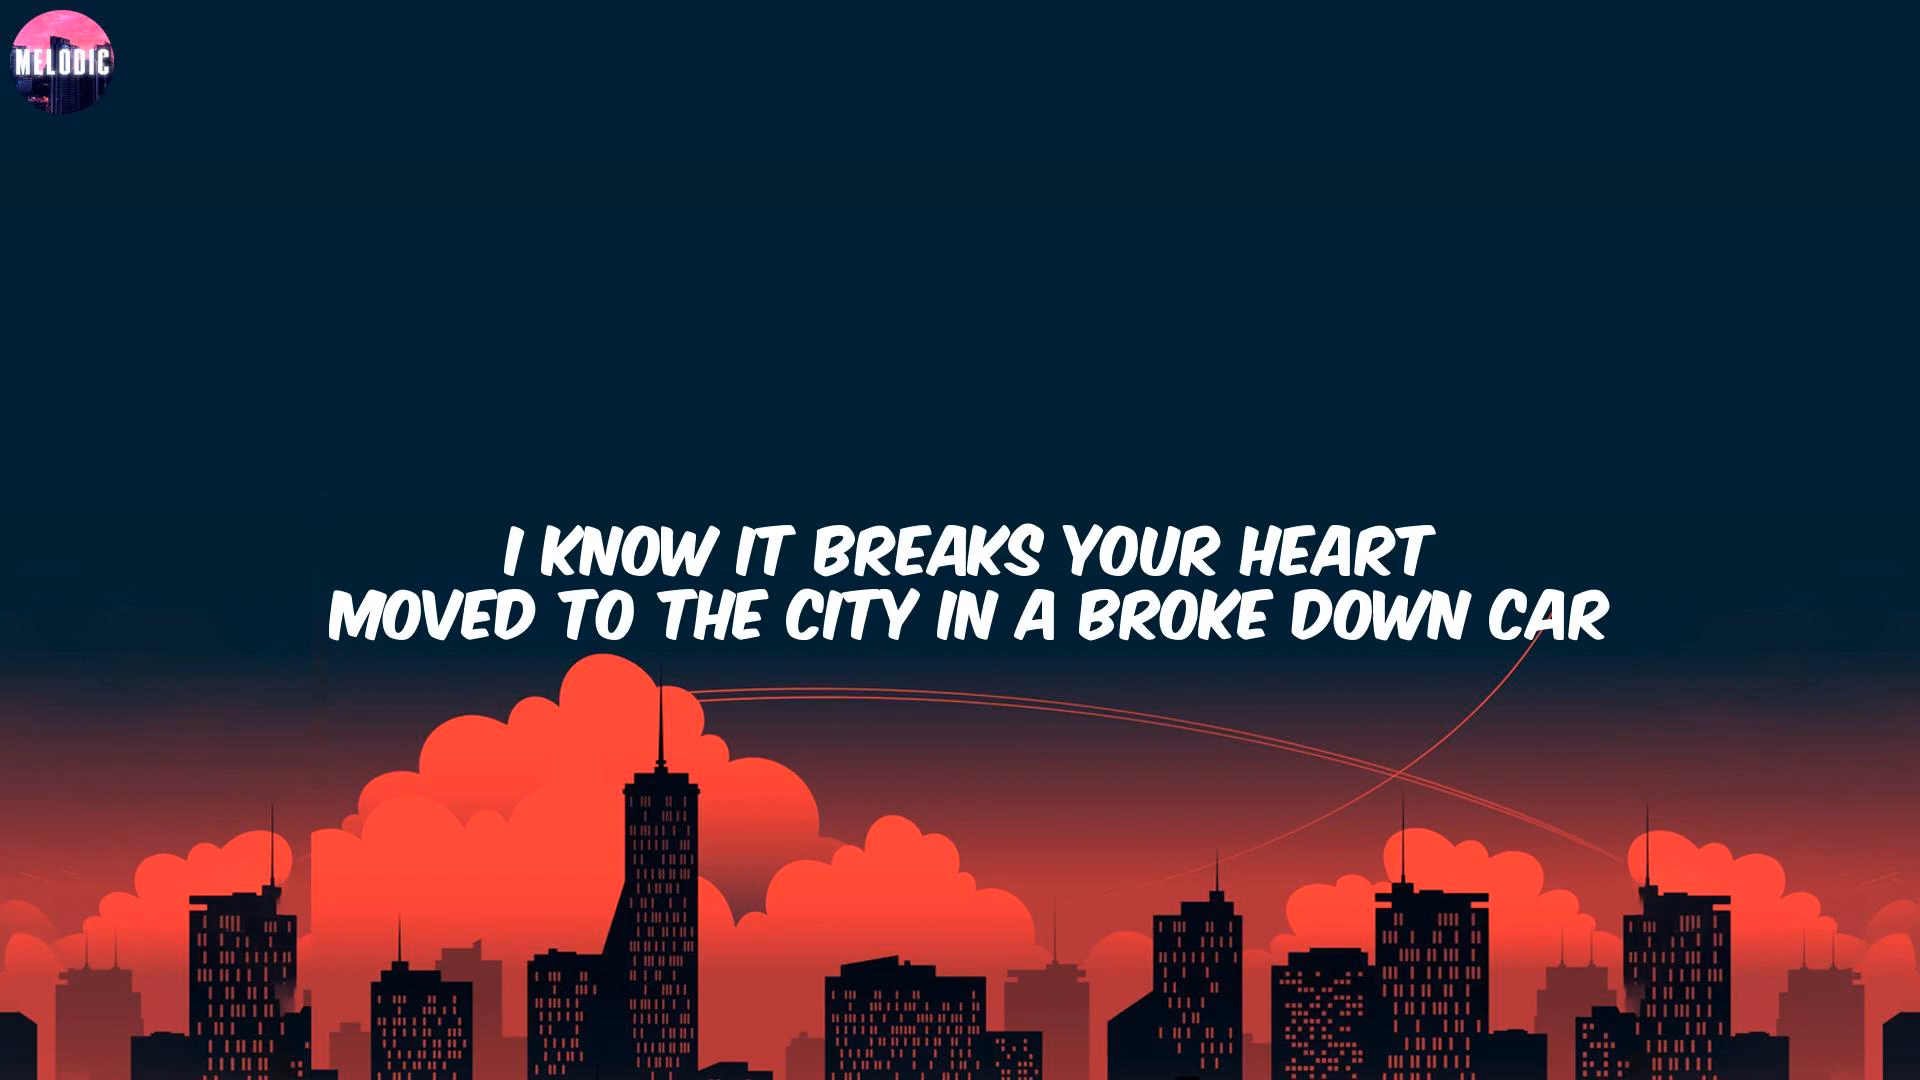 MELODIC
I KNOW IT BREAKS YOUR HEART
MOVED TO THE CITY IN A BROKE DOWN CAR